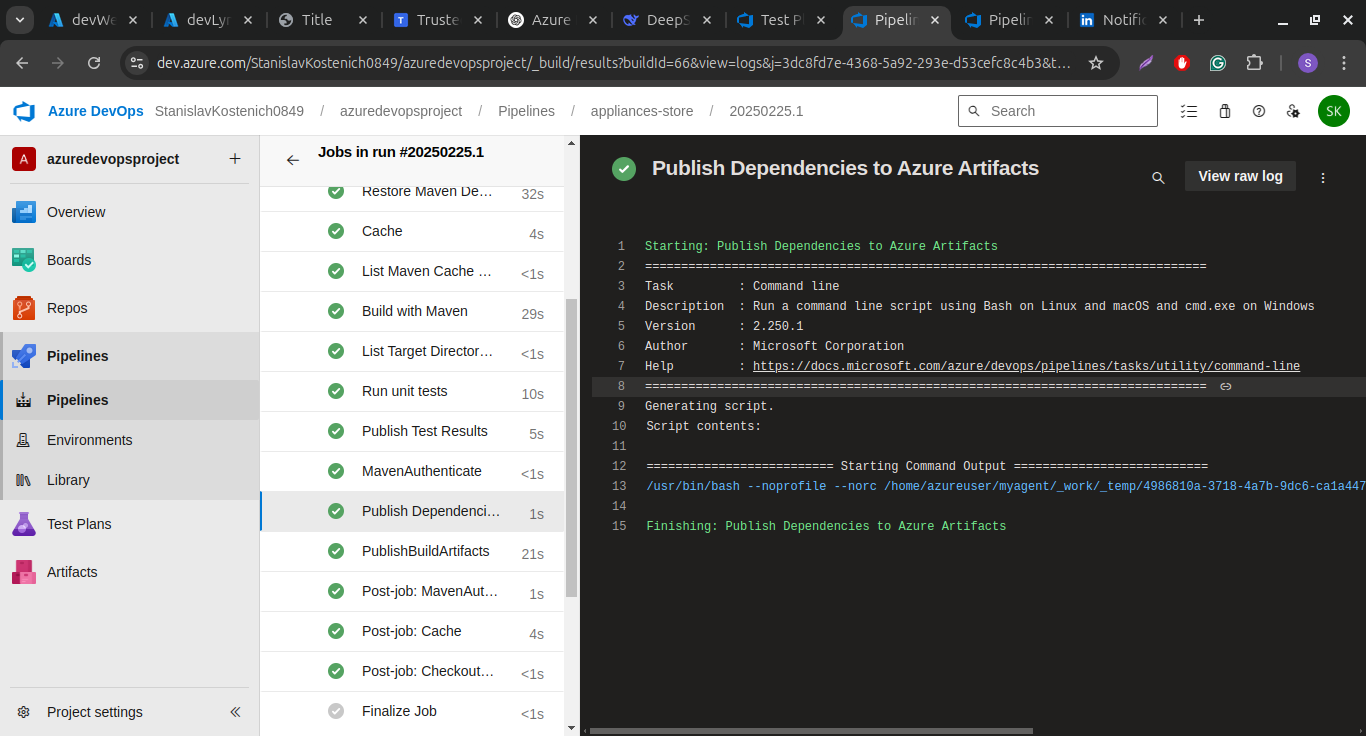 devWe
devLyr
Title
Truste
Azure
DeepS
Test Pl
Pipelin
Pipelin
Notific
dev.azure.com/StanislavKostenich0849/azuredevopsproject/_build/results?buildId=66&view=logs&j=3dc8fd7e-4368-5a92-293e-d53cefc8c4b3&t...
S
Azure DevOps StanislavKostenich0849 / azuredevopsproject / Pipelines / appliances-store / 20250225.1
Search
SK
A azuredevopsproject
Overview
Boards
Repos
Pipelines
Pipelines
Environments
Library
Test Plans
Artifacts
Project settings
Jobs in run #20250225.1
Restore Maven De... 32s
Cache 4s
List Maven Cache ... <1s
Build with Maven 29s
List Target Director... <1s
Run unit tests 10s
Publish Test Results 5s
MavenAuthenticate <1s
Publish Dependenci... 1s
PublishBuildArtifacts 21s
Post-job: MavenAut... 1s
Post-job: Cache 4s
Post-job: Checkout... <1s
Finalize Job <1s
Publish Dependencies to Azure Artifacts
View raw log
1 Starting: Publish Dependencies to Azure Artifacts
2 ==============================================================================
3 Task : Command line
4 Description : Run a command line script using Bash on Linux and macOS and cmd.exe on Windows
5 Version : 2.250.1
6 Author : Microsoft Corporation
7 Help : https://docs.microsoft.com/azure/devops/pipelines/tasks/utility/command-line
8 ==============================================================================
9 Generating script.
10 Script contents:
11
12 ========================== Starting Command Output ===========================
13 /usr/bin/bash --noprofile --norc /home/azureuser/myagent/_work/_temp/4986810a-3718-4a7b-9dc6-ca1a447
14
15 Finishing: Publish Dependencies to Azure Artifacts